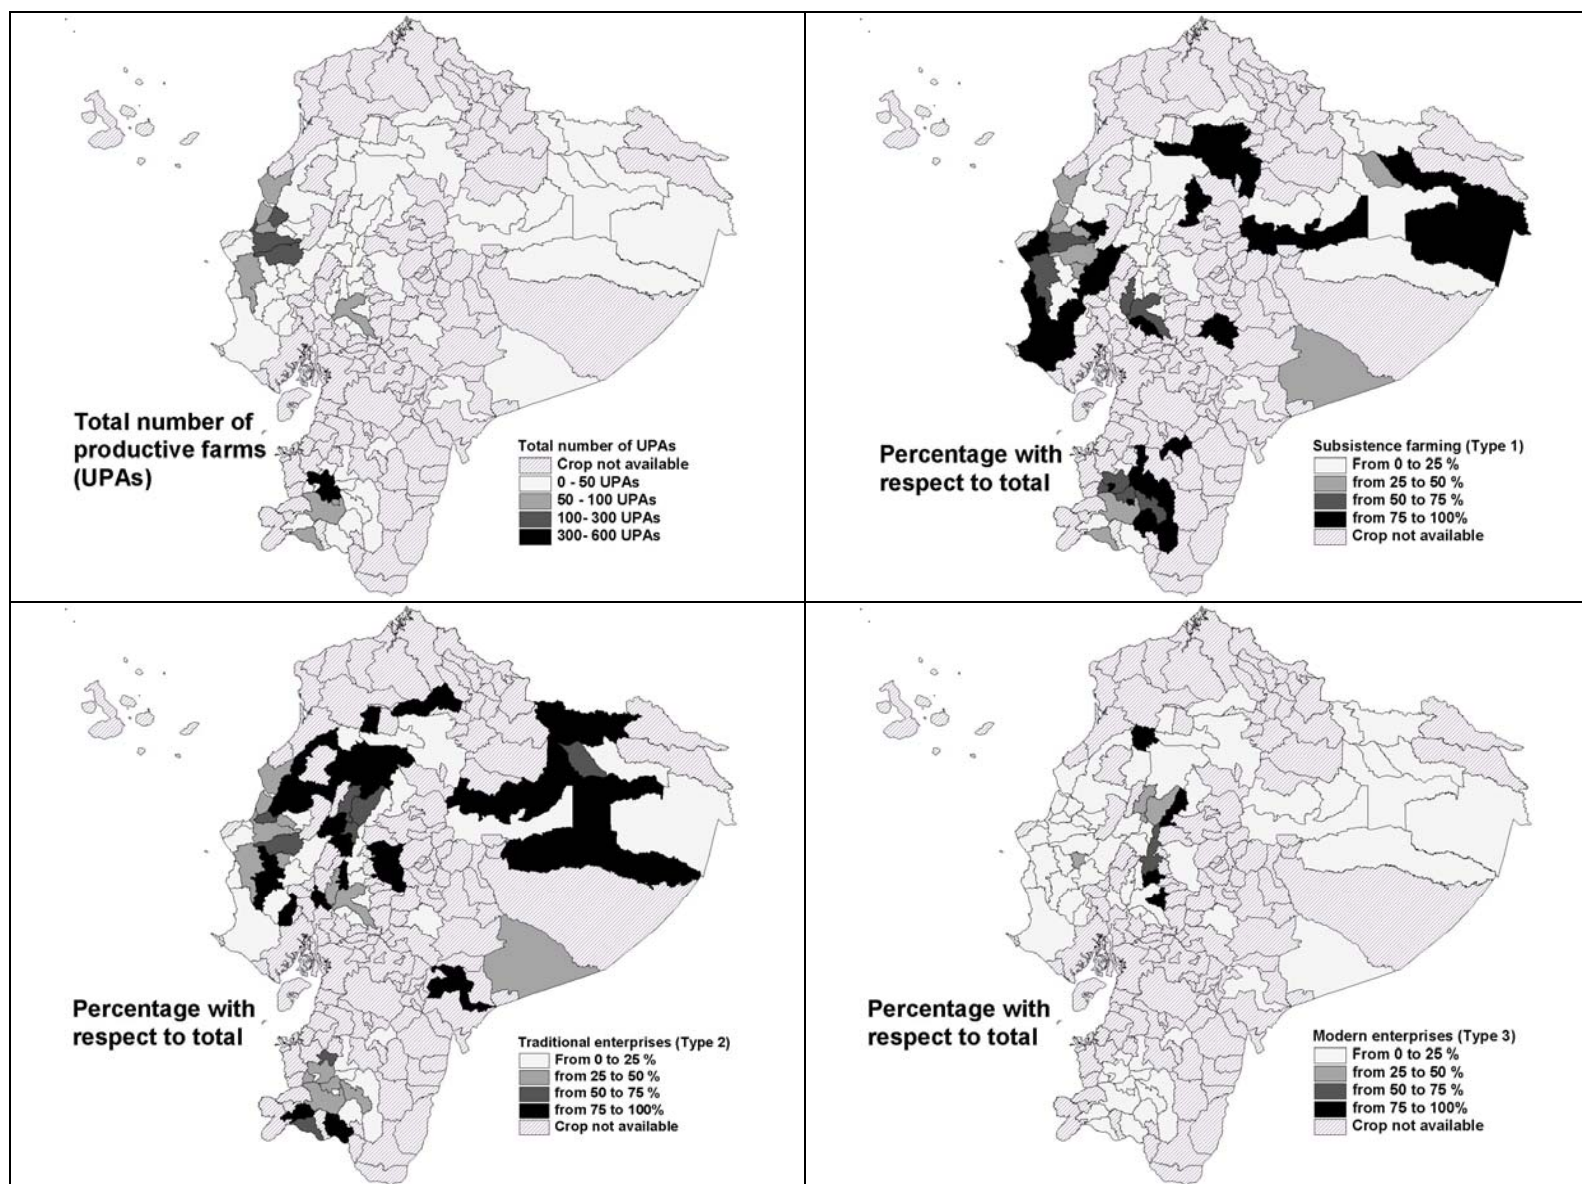 Total number of
productive farms
(UPAs)
Total number of UPAs
Crop not available
0 - 50 UPAs
50 - 100 UPAs
100- 300 UPAs
300- 600 UPAs
Percentage with
respect to total
Subsistence farming (Type 1)
From 0 to 25 %
from 25 to 50 %
from 50 to 75 %
from 75 to 100%
Crop not available
Percentage with
respect to total
Traditional enterprises (Type 2)
From 0 to 25 %
from 25 to 50 %
from 50 to 75 %
from 75 to 100%
Crop not available
Percentage with
respect to total
Modern enterprises (Type 3)
From 0 to 25 %
from 25 to 50 %
from 50 to 75 %
from 75 to 100%
Crop not available